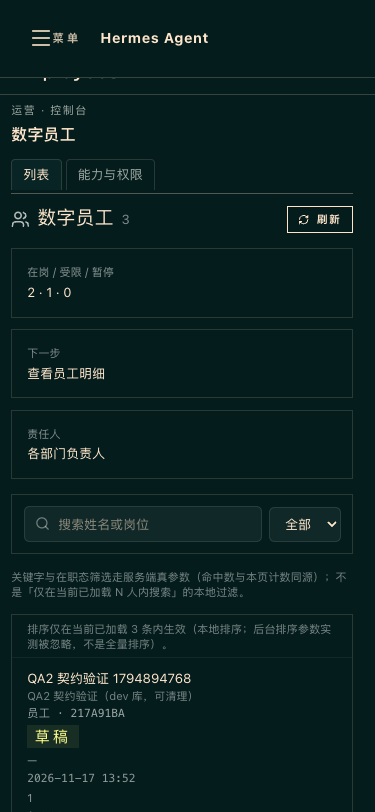 菜单
Hermes Agent
运营 · 控制台
数字员工
列表
能力与权限
数字员工 3
刷新
在岗 / 受限 / 暂停
2 · 1 · 0
下一步
查看员工明细
责任人
各部门负责人
搜索姓名或岗位
全部
关键字与在职态筛选走服务端真参数（命中数与本页计数同源）；不
是「仅在当前已加载 N 人内搜索」的本地过滤。
排序仅在当前已加载 3 条内生效（本地排序；后台排序参数实
测被忽略，不是全量排序）。
QA2 契约验证 1794894768
QA2 契约验证（dev 库，可清理）
员工 · 217A91BA
草稿
—
2026-11-17 13:52
1